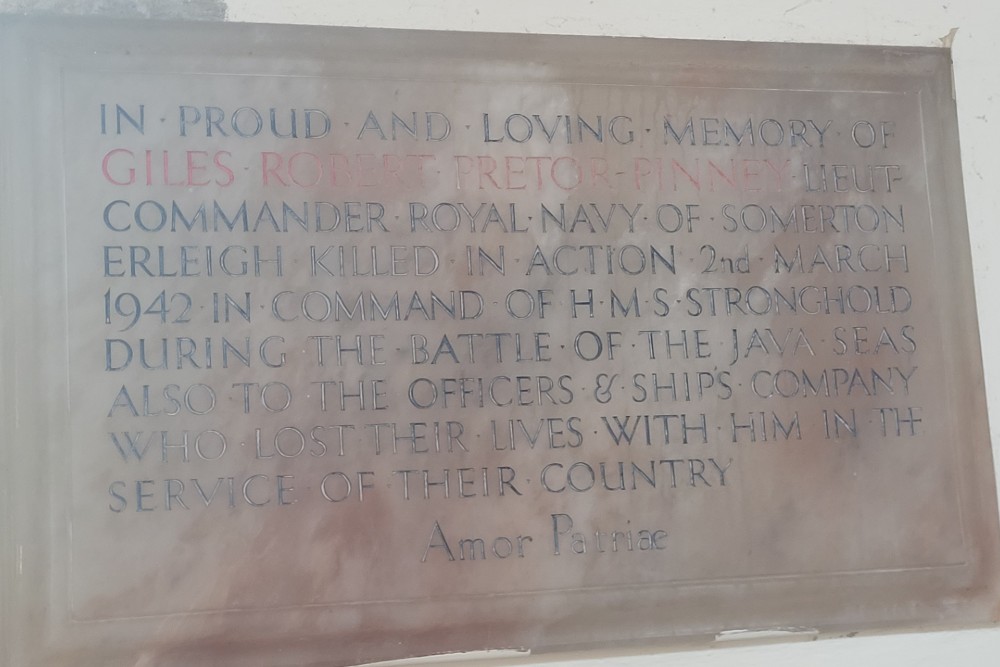 IN · PROUD · AND · LOVING · MEMORY · OF
GILES · ROBERT · PRETOR-PINNEY · LIEUT-
COMMANDER · ROYAL · NAVY · OF · SOMERTON
ERLEIGH · KILLED · IN · ACTION · 2nd · MARCH
1942 · IN · COMMAND · OF · H·M·S · STRONGHOLD
DURING · THE · BATTLE · OF · THE · JAVA · SEAS
ALSO · TO · THE · OFFICERS · & · SHIP'S · COMPANY
WHO · LOST · THEIR · LIVES · WITH · HIM · IN · THE
SERVICE · OF · THEIR · COUNTRY
Amor Patriae